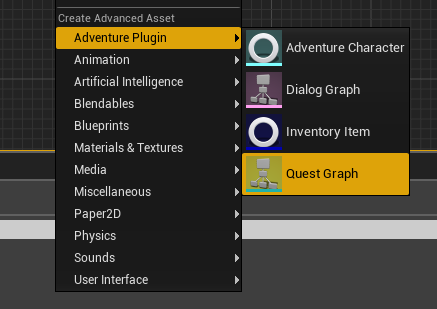 Create Advanced Asset
Adventure Plugin
Animation
Artificial Intelligence
Blendables
Blueprints
Materials & Textures
Media
Miscellaneous
Paper2D
Physics
Sounds
User Interface
Adventure Character
Dialog Graph
Inventory Item
Quest Graph